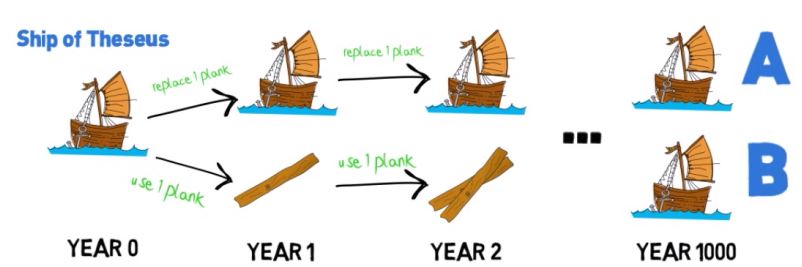 Ship of Theseus
replace 1 plank
replace 1 plank
A
use 1 plank
use 1 plank
B
YEAR 0
YEAR 1
YEAR 2
YEAR 1000